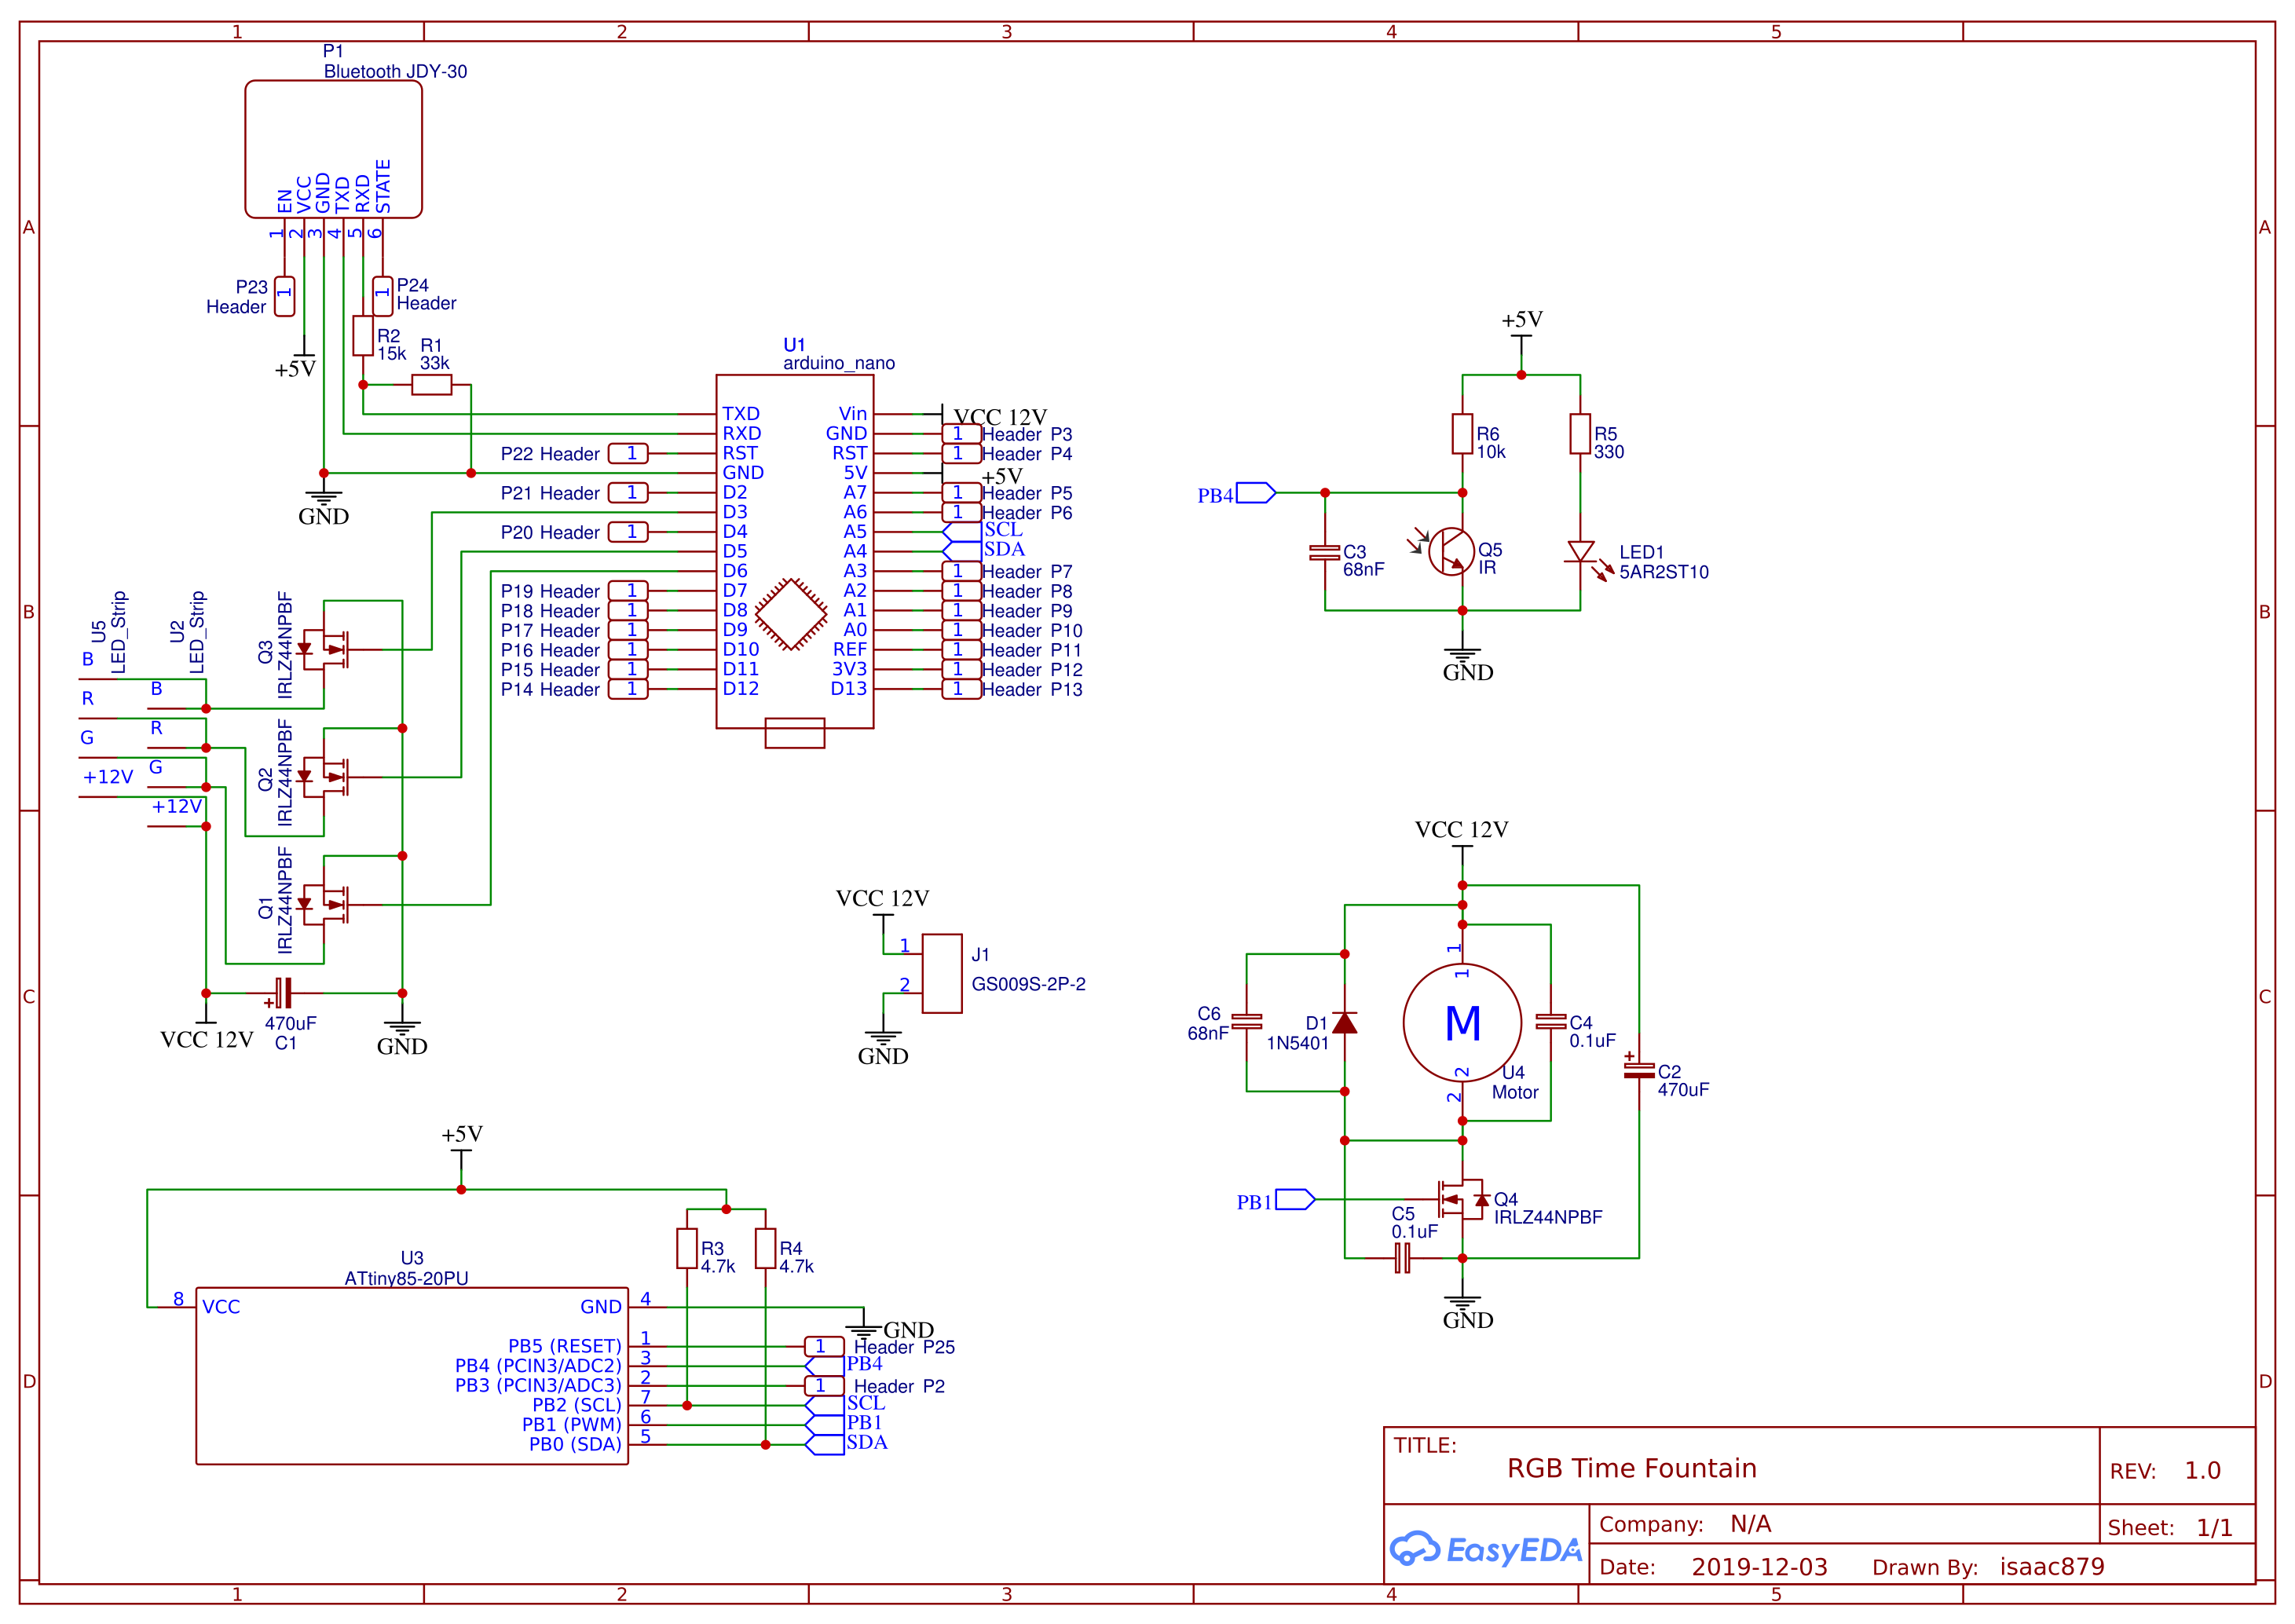 1 2 3 4 5
A
B
C
D
A
B
C
D
P1
Bluetooth JDY-30
EN
VCC
GND
TXD
RXD
STATE
1
2
3
4
5
6
P23
Header
1
1
P24
Header
+5V
R2
15k
R1
33k
GND
U1
arduino_nano
TXD
RXD
RST
GND
D2
D3
D4
D5
D6
D7
D8
D9
D10
D11
D12
Vin
GND
RST
5V
A7
A6
A5
A4
A3
A2
A1
A0
REF
3V3
D13
P22 Header 1
P21 Header 1
P20 Header 1
P19 Header 1
P18 Header 1
P17 Header 1
P16 Header 1
P15 Header 1
P14 Header 1
VCC 12V
1 Header P3
1 Header P4
+5V
1 Header P5
1 Header P6
SCL
SDA
1 Header P7
1 Header P8
1 Header P9
1 Header P10
1 Header P11
1 Header P12
1 Header P13
U5
LED_Strip
B
R
G
+12V
U2
LED_Strip
B
R
G
+12V
Q3
IRLZ44NPBF
Q2
IRLZ44NPBF
Q1
IRLZ44NPBF
VCC 12V
+
470uF
C1
GND
VCC 12V
1
2
J1
GS009S-2P-2
GND
+5V
R6
10k
R5
330
PB4
C3
68nF
Q5
IR
LED1
5AR2ST10
GND
VCC 12V
C6
68nF
D1
1N5401
1
1
M
2
2
U4
Motor
C4
0.1uF
+
C2
470uF
PB1
C5
0.1uF
Q4
IRLZ44NPBF
GND
+5V
R3
4.7k
R4
4.7k
U3
ATtiny85-20PU
8 VCC
GND 4
PB5 (RESET) 1
PB4 (PCIN3/ADC2) 3
PB3 (PCIN3/ADC3) 2
PB2 (SCL) 7
PB1 (PWM) 6
PB0 (SDA) 5
GND
1 Header P25
PB4
1 Header P2
SCL
PB1
SDA
TITLE:
RGB Time Fountain
REV: 1.0
EasyEDA
Company: N/A
Sheet: 1/1
Date: 2019-12-03 Drawn By: isaac879
1 2 3 4 5